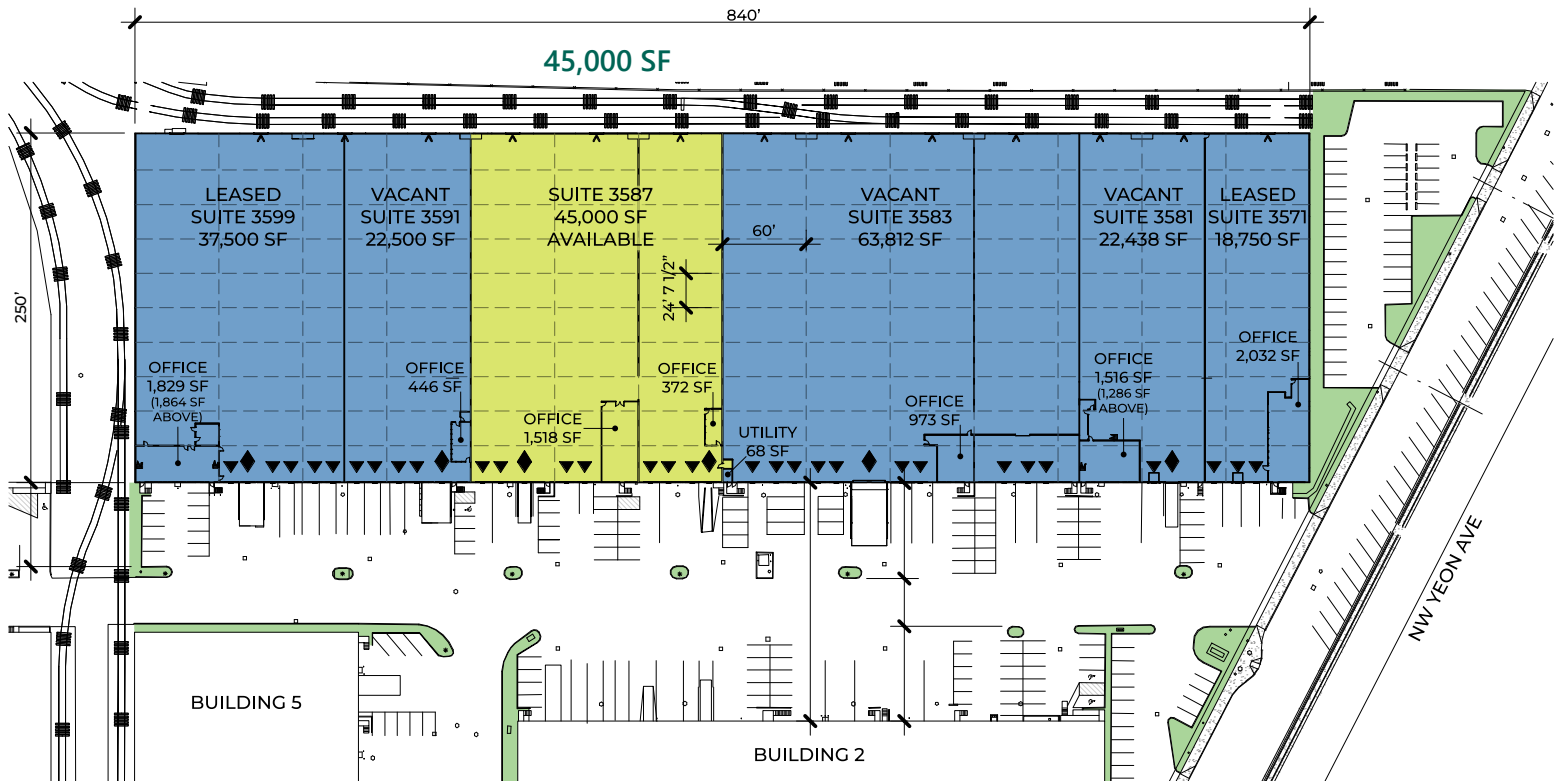 840'
45,000 SF
250'
LEASED
SUITE 3599
37,500 SF
VACANT
SUITE 3591
22,500 SF
SUITE 3587
45,000 SF
AVAILABLE
60'
24' 7 1/2"
VACANT
SUITE 3583
63,812 SF
VACANT
SUITE 3581
22,438 SF
LEASED
SUITE 3571
18,750 SF
OFFICE
1,829 SF
(1,864 SF
ABOVE)
OFFICE
446 SF
OFFICE
1,518 SF
OFFICE
372 SF
UTILITY
68 SF
OFFICE
973 SF
OFFICE
1,516 SF
(1,286 SF
ABOVE)
OFFICE
2,032 SF
NW YEON AVE
BUILDING 5
BUILDING 2